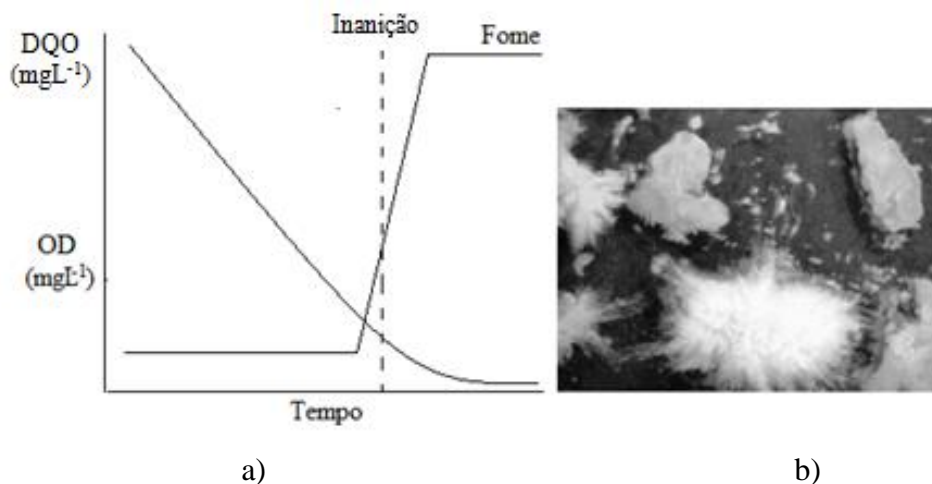 Inanição
DQO
(mgL-1)
Fome
OD
(mgL-1)
Tempo
a)
b)